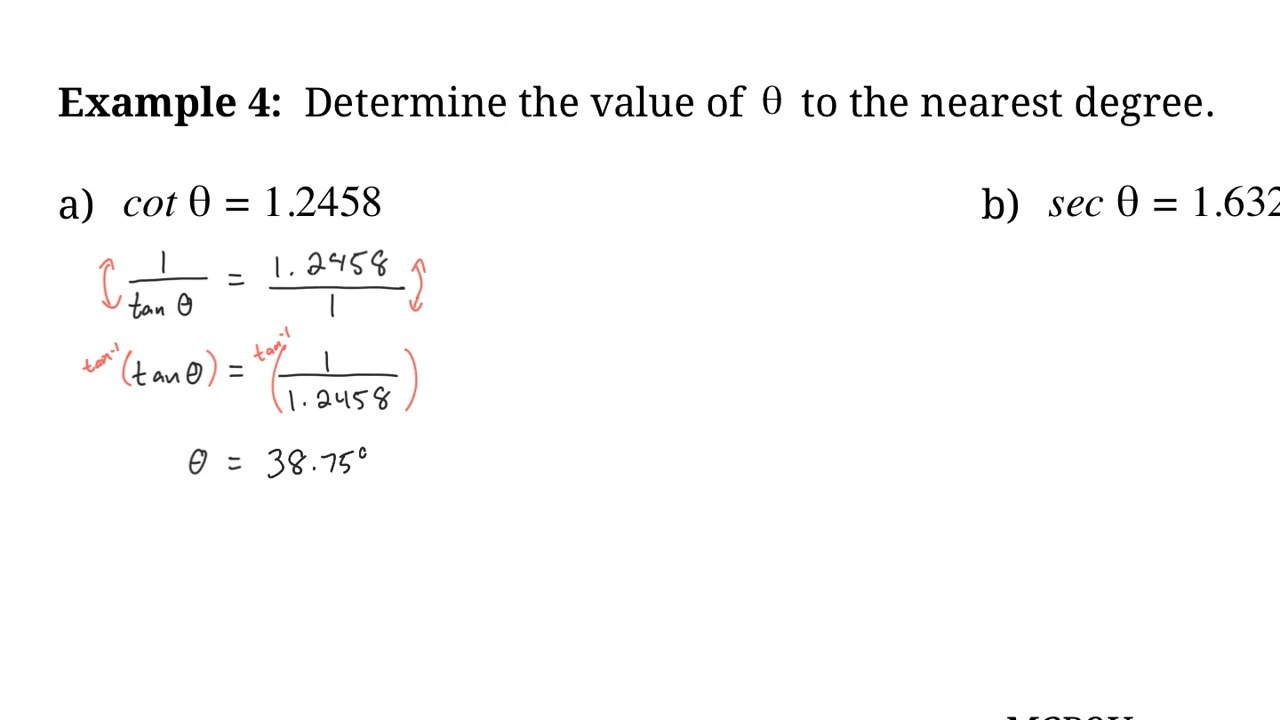 Example 4: Determine the value of θ to the nearest degree.
a) cot θ = 1.2458
b) sec θ = 1.632
1/tan θ = 1.2458/1
tan⁻¹(tan θ) = tan⁻¹(1/1.2458)
θ = 38.75°